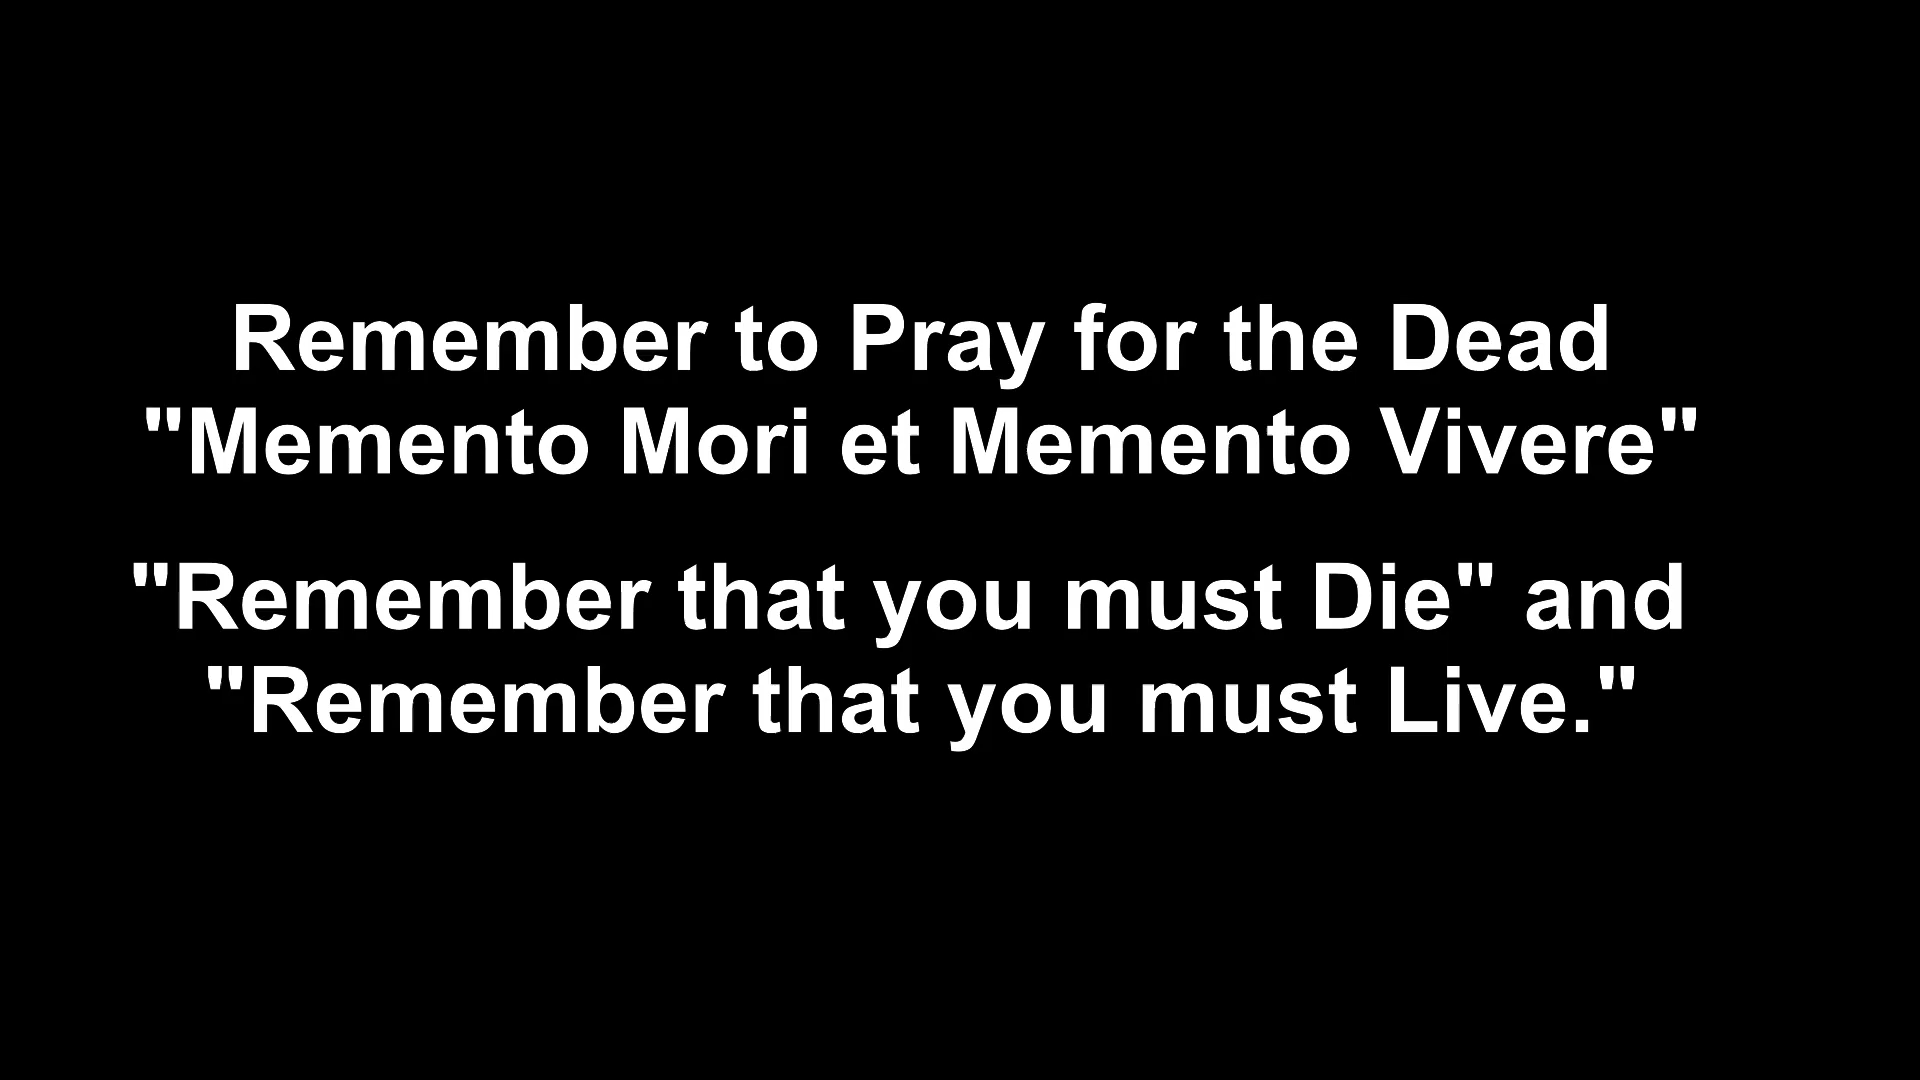 Remember to Pray for the Dead
"Memento Mori et Memento Vivere"
"Remember that you must Die" and
"Remember that you must Live."